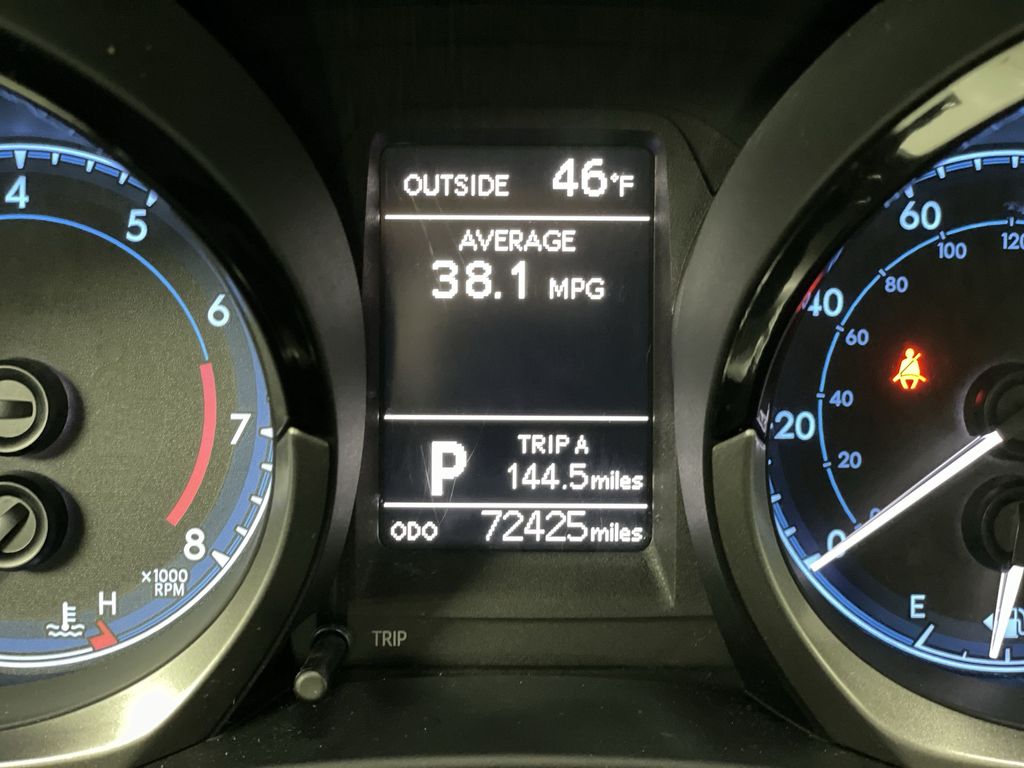 OUTSIDE 46°F
AVERAGE
38.1 MPG
P
TRIP A
144.5 miles
ODO 72425 miles
TRIP
4
5
6
7
8
x1000
RPM
H
60
40
20
0
120
100
80
60
40
20
0
E